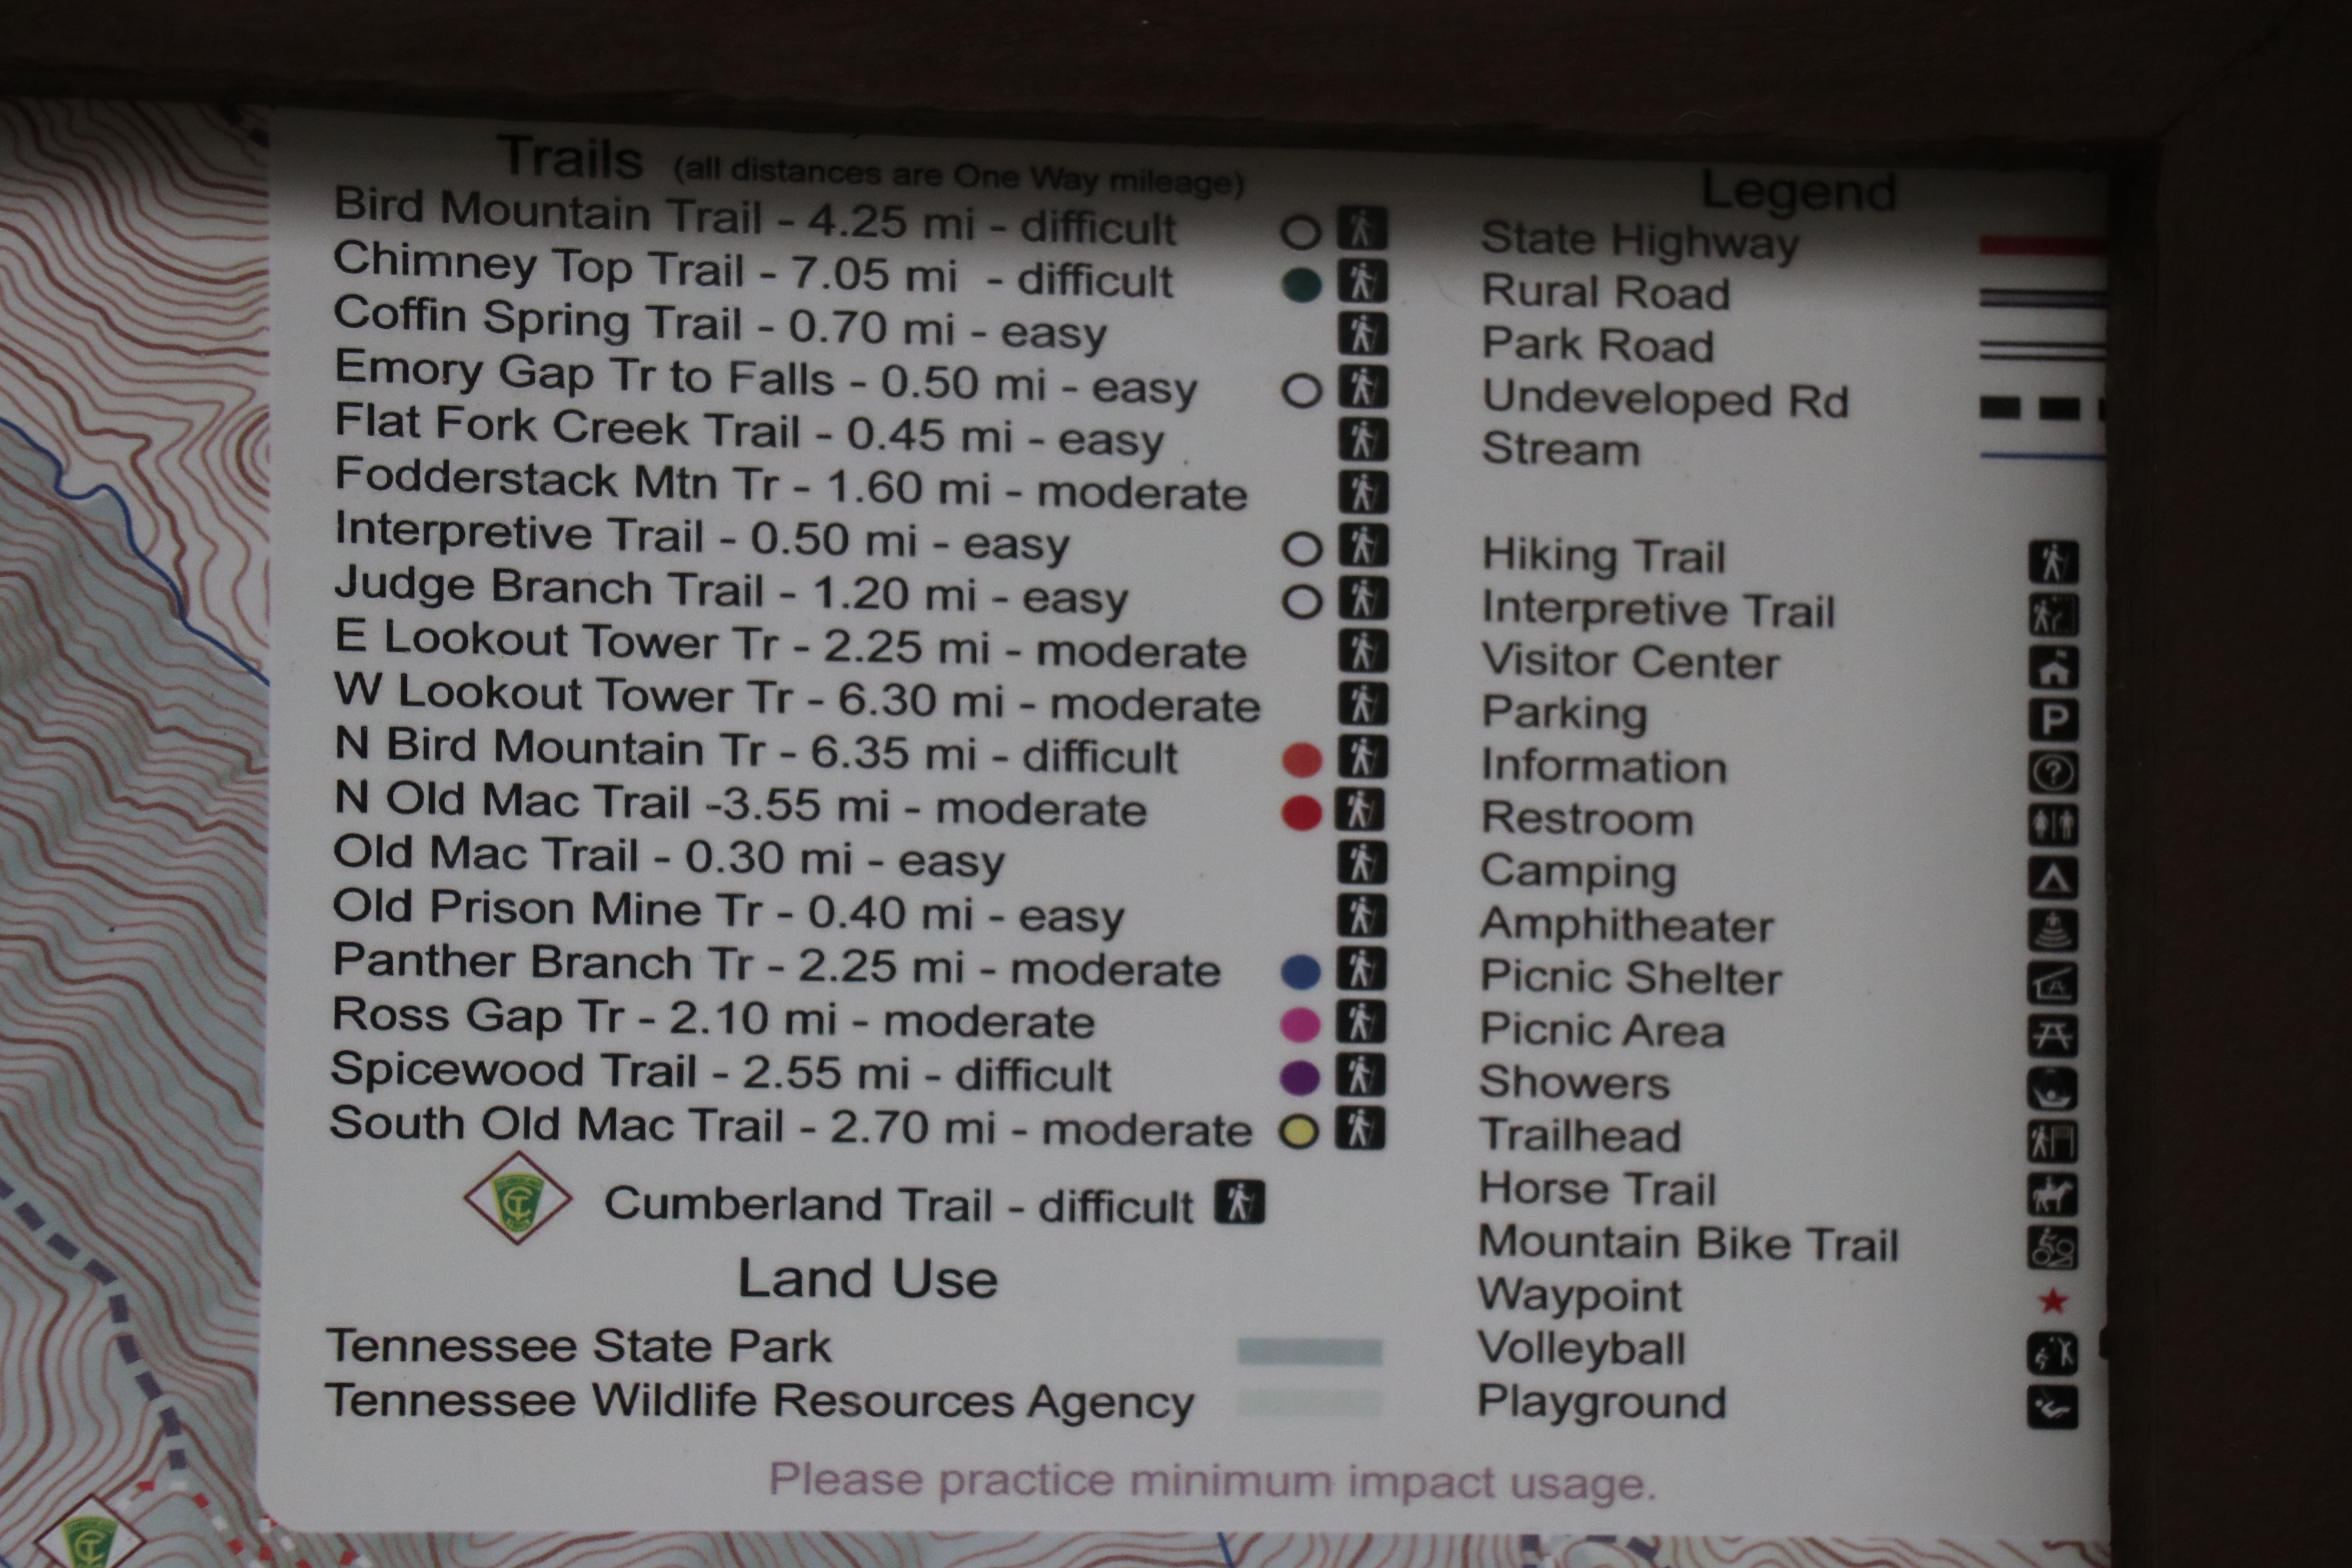 Trails (all distances are One Way mileage)
Bird Mountain Trail - 4.25 mi - difficult
Chimney Top Trail - 7.05 mi - difficult
Coffin Spring Trail - 0.70 mi - easy
Emory Gap Tr to Falls - 0.50 mi - easy
Flat Fork Creek Trail - 0.45 mi - easy
Fodderstack Mtn Tr - 1.60 mi - moderate
Interpretive Trail - 0.50 mi - easy
Judge Branch Trail - 1.20 mi - easy
E Lookout Tower Tr - 2.25 mi - moderate
W Lookout Tower Tr - 6.30 mi - moderate
N Bird Mountain Tr - 6.35 mi - difficult
N Old Mac Trail -3.55 mi - moderate
Old Mac Trail - 0.30 mi - easy
Old Prison Mine Tr - 0.40 mi - easy
Panther Branch Tr - 2.25 mi - moderate
Ross Gap Tr - 2.10 mi - moderate
Spicewood Trail - 2.55 mi - difficult
South Old Mac Trail - 2.70 mi - moderate
Cumberland Trail - difficult
Land Use
Tennessee State Park
Tennessee Wildlife Resources Agency
Legend
State Highway
Rural Road
Park Road
Undeveloped Rd
Stream
Hiking Trail
Interpretive Trail
Visitor Center
Parking P
Information ?
Restroom
Camping
Amphitheater
Picnic Shelter
Picnic Area
Showers
Trailhead
Horse Trail
Mountain Bike Trail
Waypoint
Volleyball
Playground
Please practice minimum impact usage.